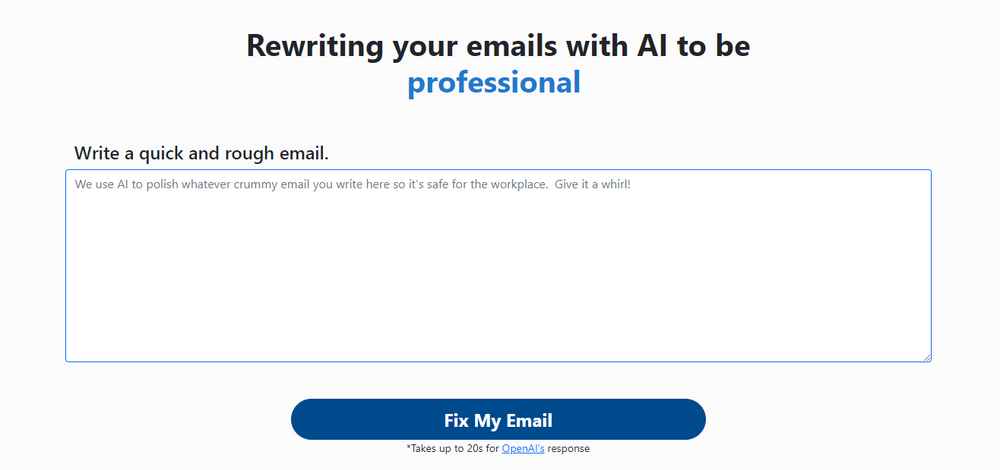 Rewriting your emails with AI to be
professional
Write a quick and rough email.
We use AI to polish whatever crummy email you write here so it's safe for the workplace.  Give it a whirl!
Fix My Email
*Takes up to 20s for OpenAI's response